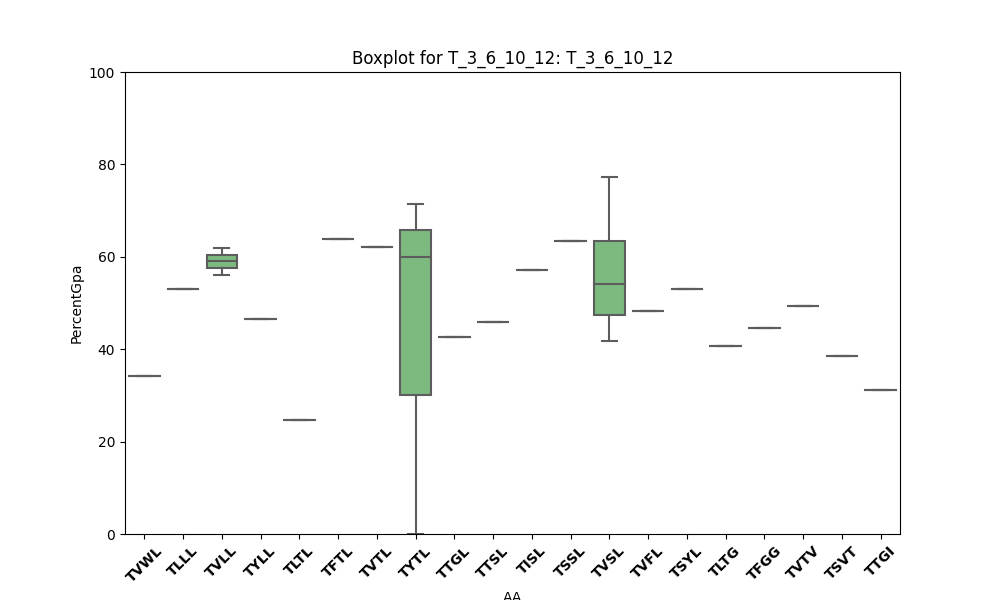 Boxplot for T_3_6_10_12: T_3_6_10_12
PercentGpa
100
80
60
40
20
0
TVWL TLLL TVLL TYLL TLTL TFTL TVTL TYTL TTGL TTSL TISL TSSL TVSL TVFL TSYL TLTG TFGG TVTV TSVT TTGI
AA